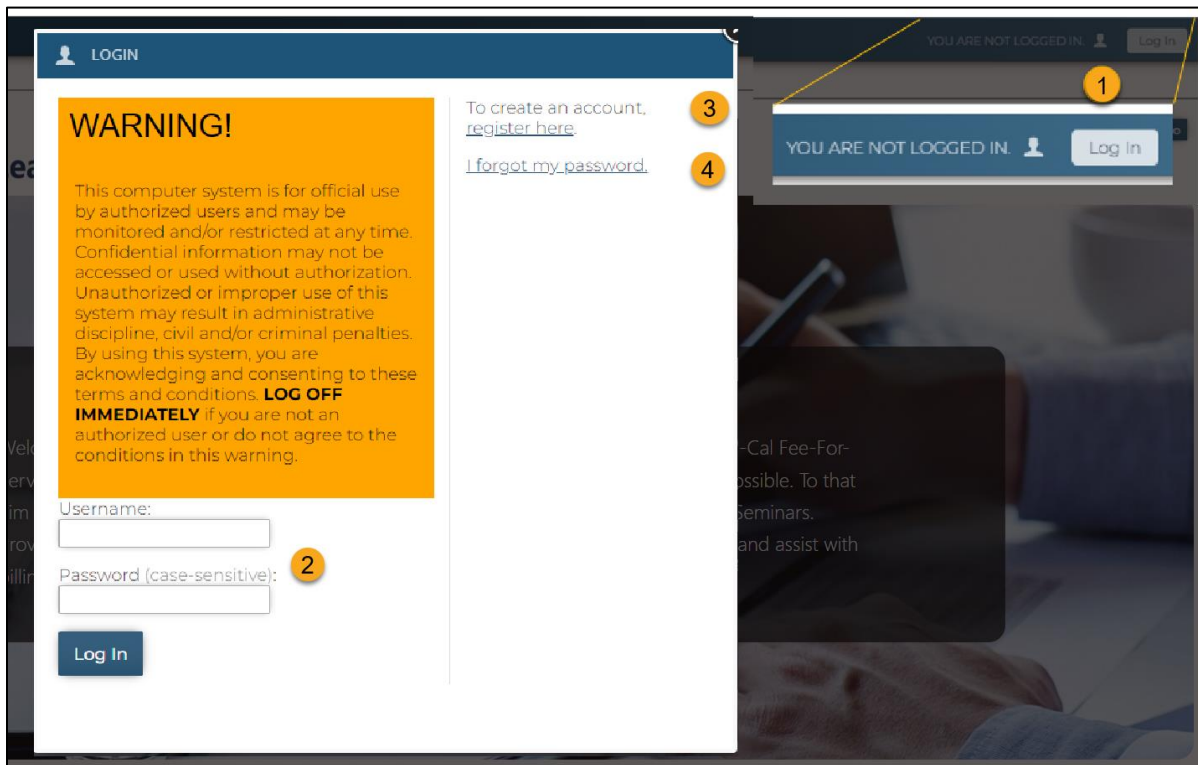 YOU ARE NOT LOGGED IN. Log In
LOGIN
1
WARNING!
To create an account,
register here.
3
I forgot my password.
4
YOU ARE NOT LOGGED IN. Log In
This computer system is for official use
by authorized users and may be
monitored and/or restricted at any time.
Confidential information may not be
accessed or used without authorization.
Unauthorized or improper use of this
system may result in administrative
discipline, civil and/or criminal penalties.
By using this system, you are
acknowledging and consenting to these
terms and conditions. LOG OFF
IMMEDIATELY if you are not an
authorized user or do not agree to the
conditions in this warning.
Username:
Password (case-sensitive):
2
Log In
-Cal Fee-For-
ossible. To that
Seminars.
and assist with